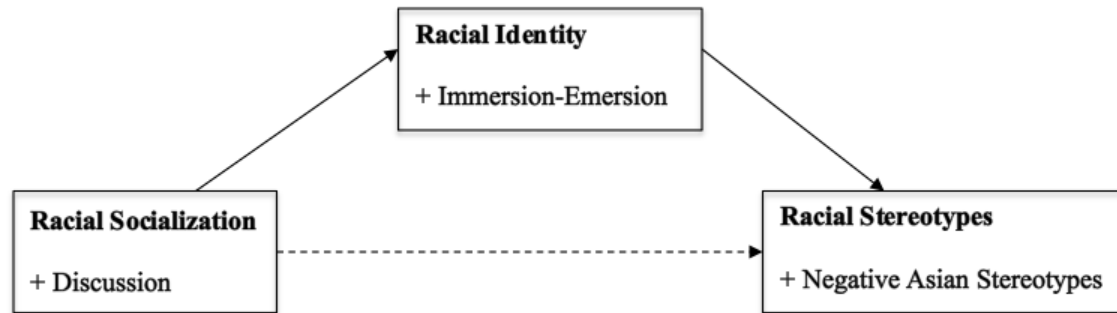 Racial Identity
+ Immersion-Emersion
Racial Socialization
+ Discussion
Racial Stereotypes
+ Negative Asian Stereotypes